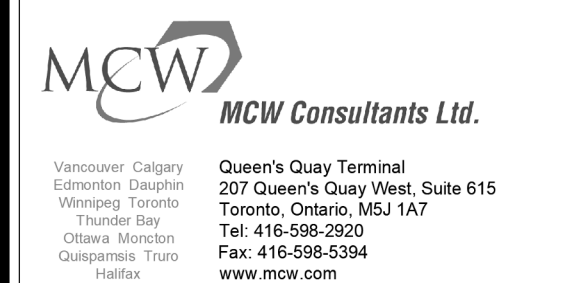 MCW
MCW Consultants Ltd.
Vancouver Calgary
Edmonton Dauphin
Winnipeg Toronto
Thunder Bay
Ottawa Moncton
Quispamsis Truro
Halifax
Queen's Quay Terminal
207 Queen's Quay West, Suite 615
Toronto, Ontario, M5J 1A7
Tel: 416-598-2920
Fax: 416-598-5394
www.mcw.com